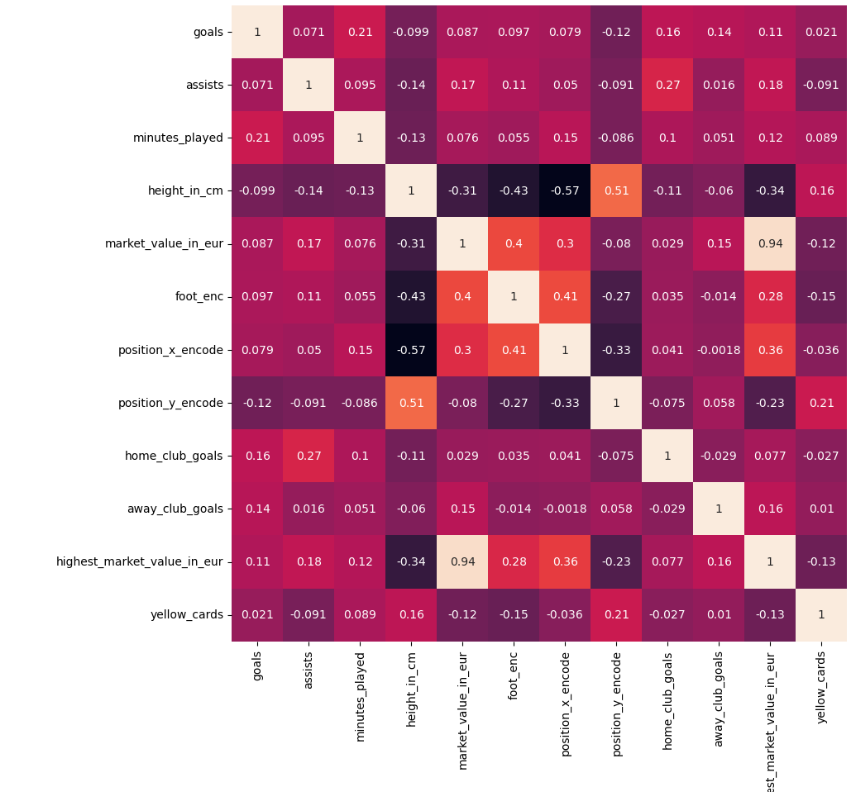 goals 1 0.071 0.21 -0.099 0.087 0.097 0.079 -0.12 0.16 0.14 0.11 0.021
assists 0.071 1 0.095 -0.14 0.17 0.11 0.05 -0.091 0.27 0.016 0.18 -0.091
minutes_played 0.21 0.095 1 -0.13 0.076 0.055 0.15 -0.086 0.1 0.051 0.12 0.089
height_in_cm -0.099 -0.14 -0.13 1 -0.31 -0.43 -0.57 0.51 -0.11 -0.06 -0.34 0.16
market_value_in_eur 0.087 0.17 0.076 -0.31 1 0.4 0.3 -0.08 0.029 0.15 0.94 -0.12
foot_enc 0.097 0.11 0.055 -0.43 0.4 1 0.41 -0.27 0.035 -0.014 0.28 -0.15
position_x_encode 0.079 0.05 0.15 -0.57 0.3 0.41 1 -0.33 0.041 -0.0018 0.36 -0.036
position_y_encode -0.12 -0.091 -0.086 0.51 -0.08 -0.27 -0.33 1 -0.075 0.058 -0.23 0.21
home_club_goals 0.16 0.27 0.1 -0.11 0.029 0.035 0.041 -0.075 1 -0.029 0.077 -0.027
away_club_goals 0.14 0.016 0.051 -0.06 0.15 -0.014 -0.0018 0.058 -0.029 1 0.16 0.01
highest_market_value_in_eur 0.11 0.18 0.12 -0.34 0.94 0.28 0.36 -0.23 0.077 0.16 1 -0.13
yellow_cards 0.021 -0.091 0.089 0.16 -0.12 -0.15 -0.036 0.21 -0.027 0.01 -0.13 1
goals
assists
minutes_played
height_in_cm
market_value_in_eur
foot_enc
position_x_encode
position_y_encode
home_club_goals
away_club_goals
est_market_value_in_eur
yellow_cards